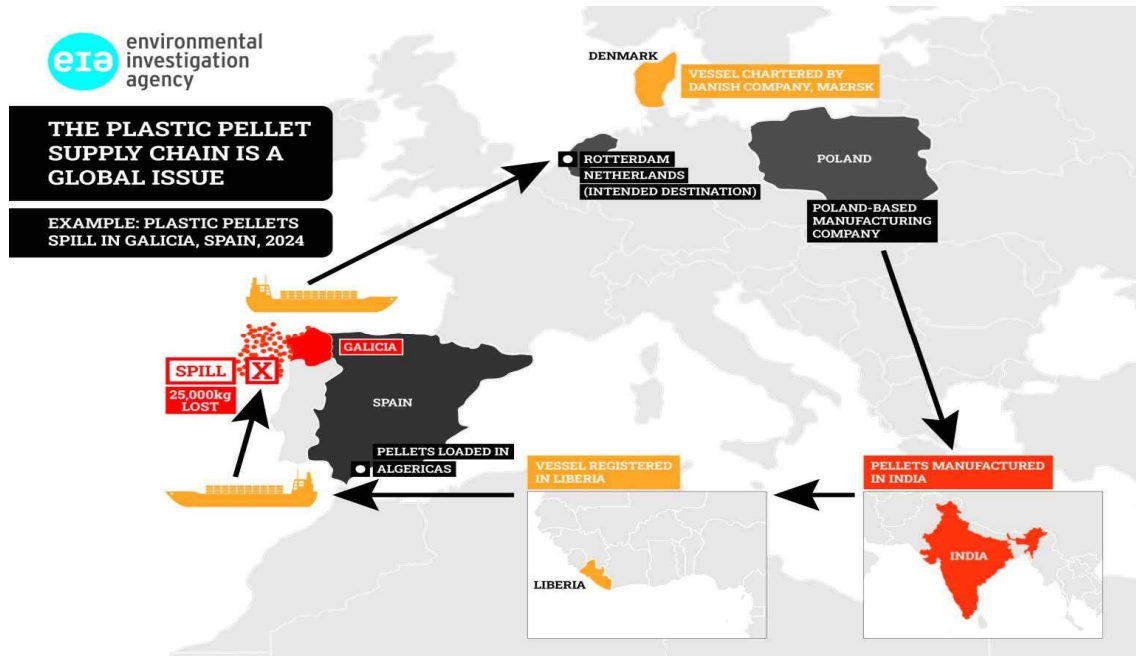 eia environmental
investigation
agency
THE PLASTIC PELLET
SUPPLY CHAIN IS A
GLOBAL ISSUE
EXAMPLE: PLASTIC PELLETS
SPILL IN GALICIA, SPAIN, 2024
DENMARK
VESSEL CHARTERED BY
DANISH COMPANY, MAERSK
ROTTERDAM
NETHERLANDS
(INTENDED DESTINATION)
POLAND
POLAND-BASED
MANUFACTURING
COMPANY
GALICIA
SPILL
X
25,000kg
LOST
SPAIN
PELLETS LOADED IN
ALGERICAS
VESSEL REGISTERED
IN LIBERIA
LIBERIA
PELLETS MANUFACTURED
IN INDIA
INDIA